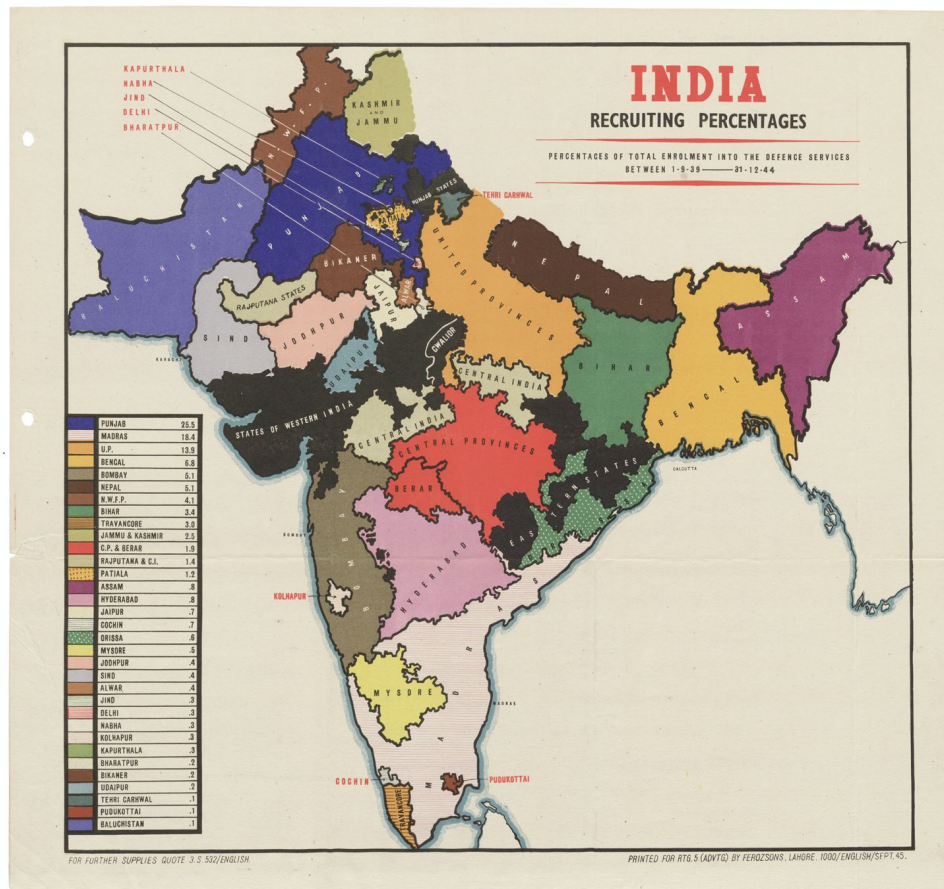 INDIA
RECRUITING PERCENTAGES
PERCENTAGES OF TOTAL ENROLMENT INTO THE DEFENCE SERVICES
BETWEEN 1-9-39——31-12-44
KAPURTHALA
NABHA
JIND
DELHI
BHARATPUR
N.W.F.P.
KASHMIR
AND
JAMMU
PUNJAB
PUNJAB STATES
TEHRI GARHWAL
PATIALA
BALUCHISTAN
BIKANER
RAJPUTANA STATES
JAIPUR
ALWAR
UNITED PROVINCES
NEPAL
ASSAM
SIND
JODHPUR
UDAIPUR
GWALIOR
KARACHI
CENTRAL INDIA
BIHAR
BENGAL
STATES OF WESTERN INDIA
CENTRAL INDIA
CENTRAL PROVINCES
BERAR
EASTERN STATES
CALCUTTA
BOMBAY
BOMBAY
HYDERABAD
KOLHAPUR
MADRAS
MADRAS
MYSORE
COCHIN
PUDUKOTTAI
TRAVANCORE
PUNJAB 25.5
MADRAS 18.4
U.P. 13.9
BENGAL 6.8
BOMBAY 5.1
NEPAL 5.1
N.W.F.P. 4.1
BIHAR 3.4
TRAVANCORE 3.0
JAMMU & KASHMIR 2.5
C.P. & BERAR 1.9
RAJPUTANA & C.I. 1.4
PATIALA 1.2
ASSAM .8
HYDERABAD .8
JAIPUR .7
COCHIN .7
ORISSA .6
MYSORE .5
JODHPUR .4
SIND .4
ALWAR .4
JIND .3
DELHI .3
NABHA .3
KOLHAPUR .3
KAPURTHALA .3
BHARATPUR .2
BIKANER .2
UDAIPUR .2
TEHRI GARHWAL .1
PUDUKOTTAI .1
BALUCHISTAN .1
FOR FURTHER SUPPLIES QUOTE 3.S. 532/ENGLISH.
PRINTED FOR RTG.5 (ADVTG) BY FEROZSONS, LAHORE. 1000/ENGLISH/SEPT.45.